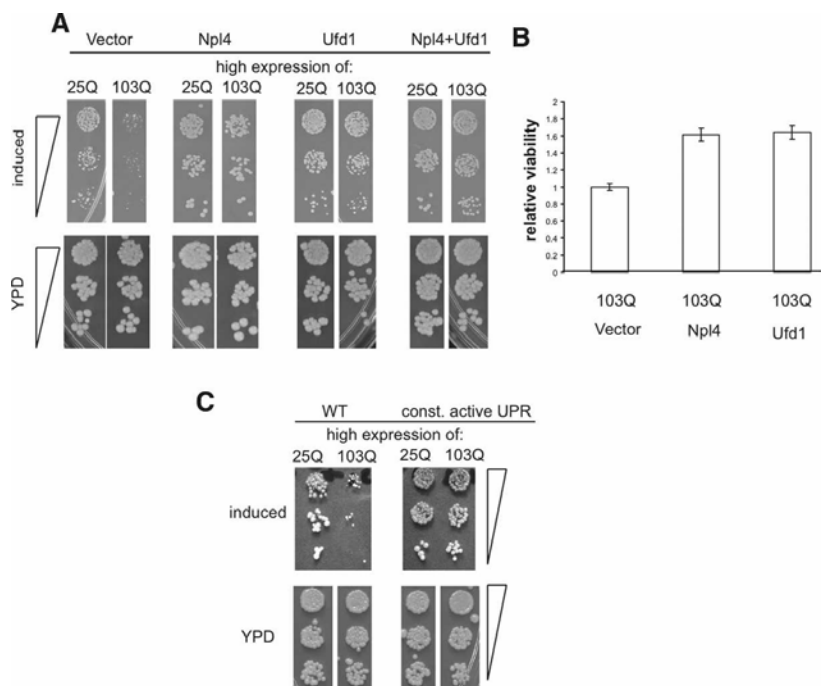 A
Vector Npl4 Ufd1 Npl4+Ufd1
high expression of:
25Q 103Q 25Q 103Q 25Q 103Q 25Q 103Q
induced
YPD
B
relative viability
2
1.8
1.6
1.4
1.2
1
0.8
0.6
0.4
0.2
0
103Q 103Q 103Q
Vector Npl4 Ufd1
C
WT const. active UPR
high expression of:
25Q 103Q 25Q 103Q
induced
YPD